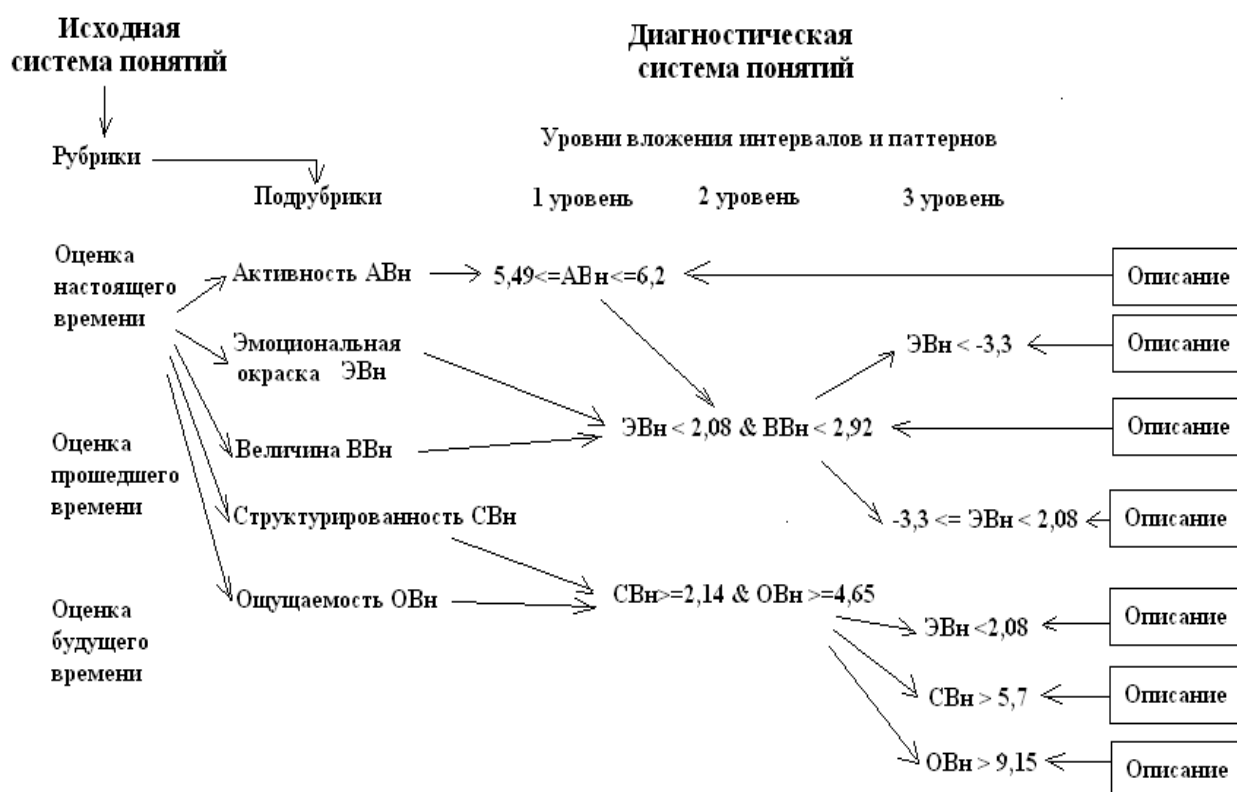 Исходная
система понятий
Диагностическая
система понятий
Уровни вложения интервалов и паттернов
Рубрики
Подрубрики
1 уровень
2 уровень
3 уровень
Оценка
настоящего
времени
Активность АВн
5,49<=АВн<=6,2
Описание
Эмоциональная
окраска ЭВн
ЭВн < -3,3
Описание
Оценка
прошедшего
времени
Величина ВВн
ЭВн < 2,08 & ВВн < 2,92
Описание
Структурированность СВн
-3,3 <= ЭВн < 2,08
Описание
Оценка
будущего
времени
Ощущаемость ОВн
СВн>=2,14 & ОВн >=4,65
ЭВн <2,08
Описание
СВн > 5,7
Описание
ОВн > 9,15
Описание